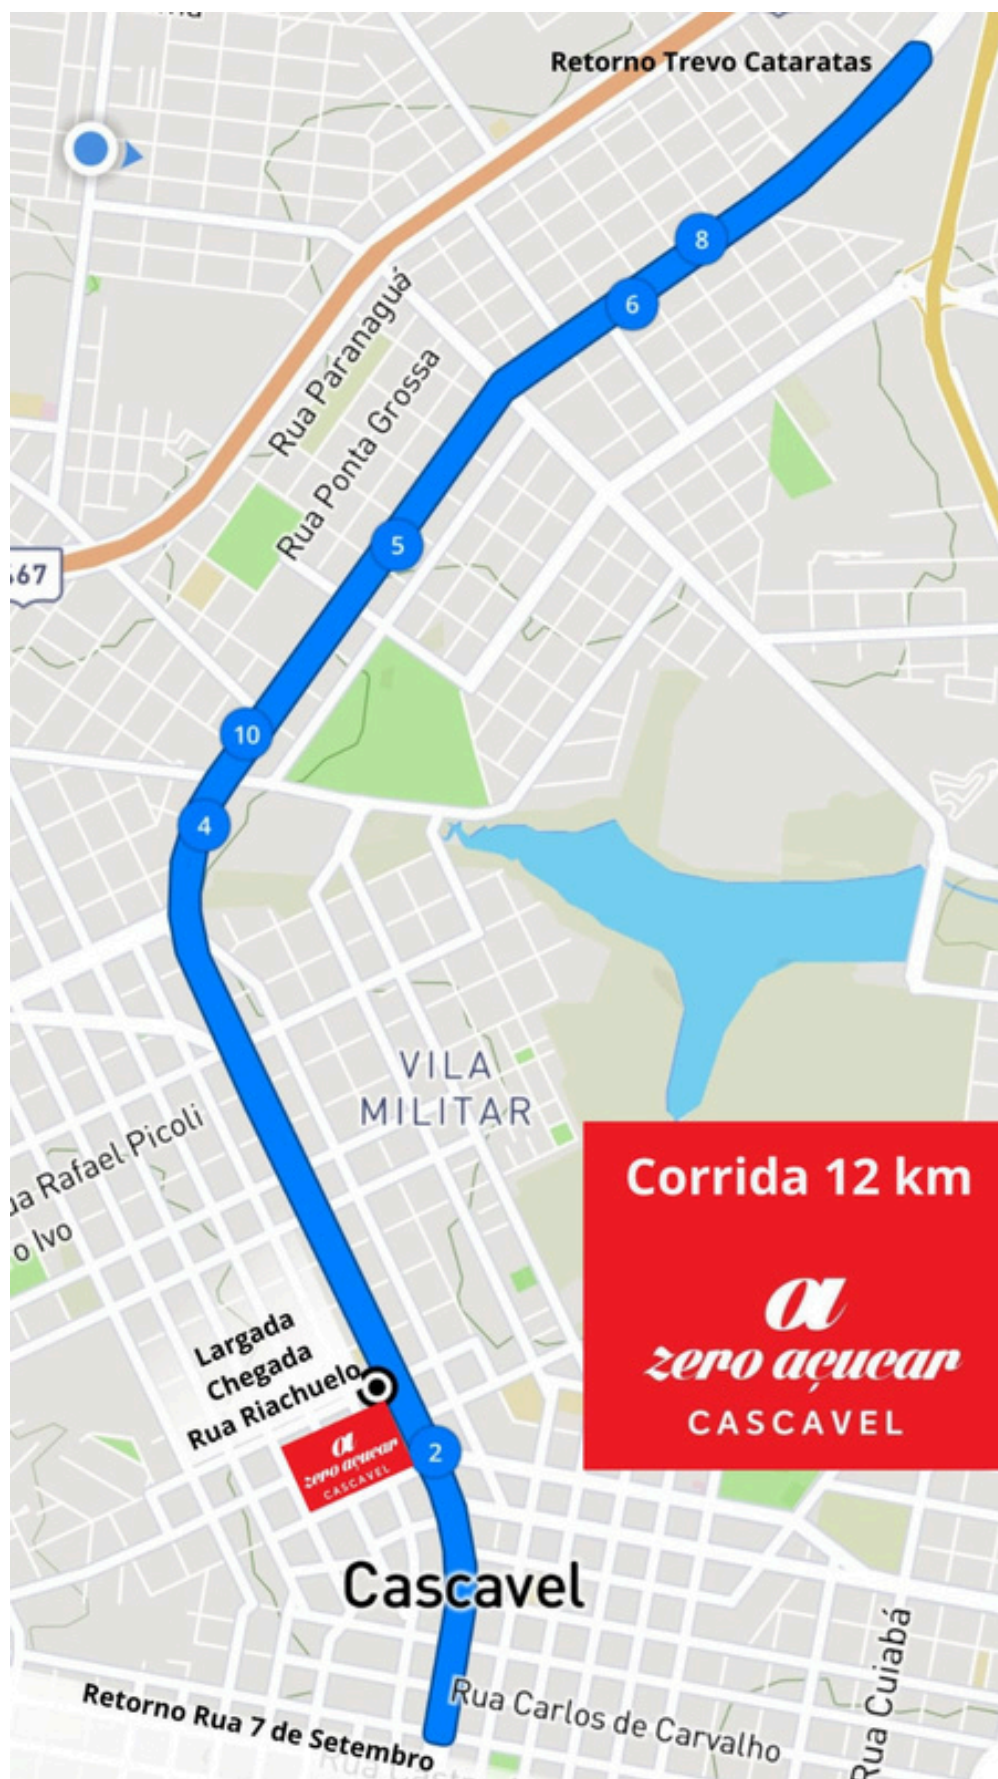 Retorno Trevo Cataratas
8
6
Rua Paranaguá
Rua Ponta Grossa
5
467
10
4
VILA
MILITAR
ua Rafael Picoli
o Ivo
Corrida 12 km
a
zero açucar
CASCAVEL
Largada
Chegada
Rua Riachuelo
a
zero açucar
CASCAVEL
2
Cascavel
Rua Cuiabá
Rua Carlos de Carvalho
Retorno Rua 7 de Setembro